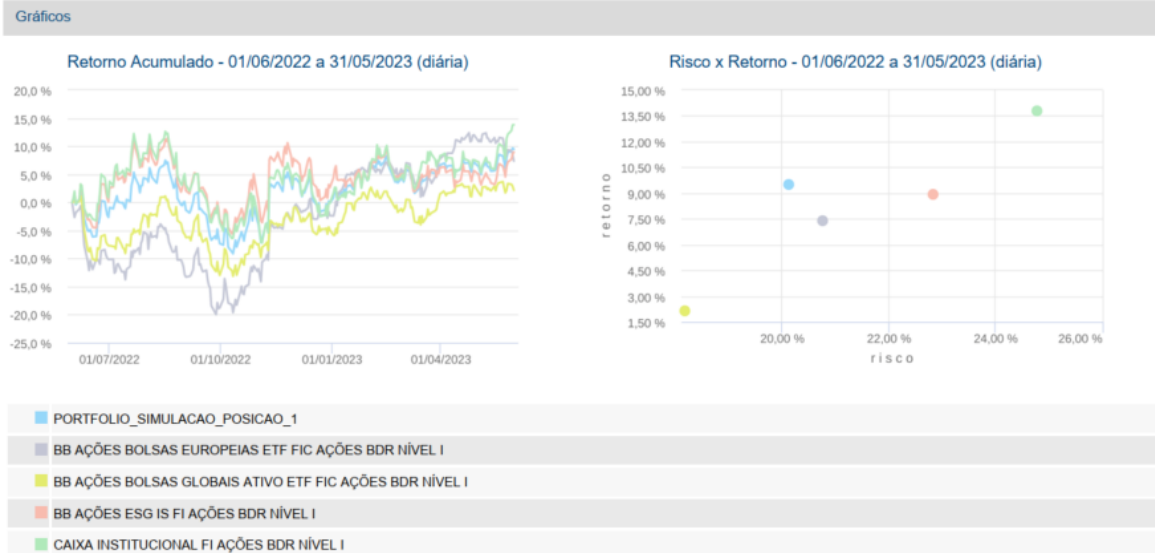 Gráficos
Retorno Acumulado - 01/06/2022 a 31/05/2023 (diária)
20,0 %
15,0 %
10,0 %
5,0 %
0,0 %
-5,0 %
-10,0 %
-15,0 %
-20,0 %
-25,0 %
01/07/2022 01/10/2022 01/01/2023 01/04/2023
Risco x Retorno - 01/06/2022 a 31/05/2023 (diária)
15,00 %
13,50 %
12,00 %
10,50 %
9,00 %
7,50 %
6,00 %
4,50 %
3,00 %
1,50 %
retorno
20,00 % 22,00 % 24,00 % 26,00 %
risco
PORTFOLIO_SIMULACAO_POSICAO_1
BB AÇÕES BOLSAS EUROPEIAS ETF FIC AÇÕES BDR NÍVEL I
BB AÇÕES BOLSAS GLOBAIS ATIVO ETF FIC AÇÕES BDR NÍVEL I
BB AÇÕES ESG IS FI AÇÕES BDR NÍVEL I
CAIXA INSTITUCIONAL FI AÇÕES BDR NÍVEL I